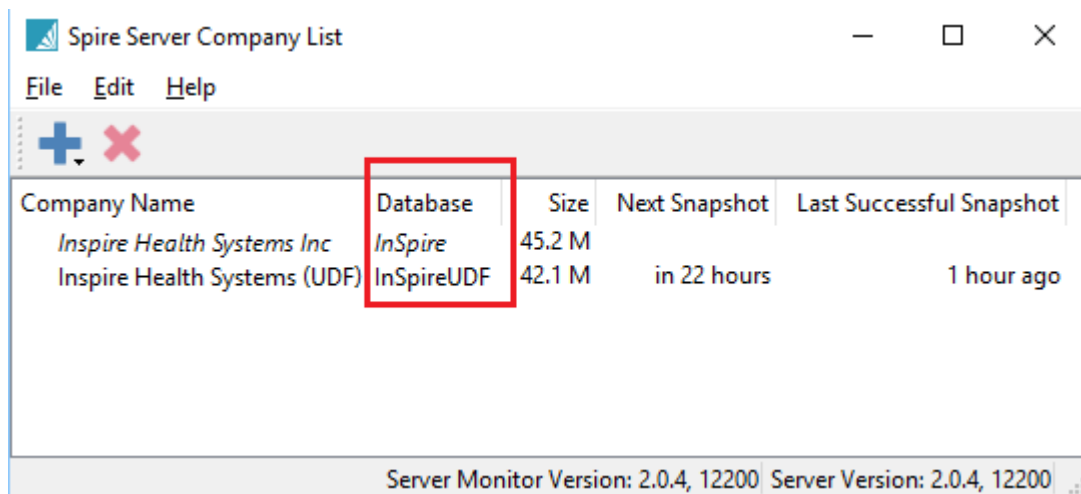 Spire Server Company List
File Edit Help
Company Name Database Size Next Snapshot Last Successful Snapshot
Inspire Health Systems Inc InSpire 45.2 M
Inspire Health Systems (UDF) InSpireUDF 42.1 M in 22 hours 1 hour ago
Server Monitor Version: 2.0.4, 12200 Server Version: 2.0.4, 12200